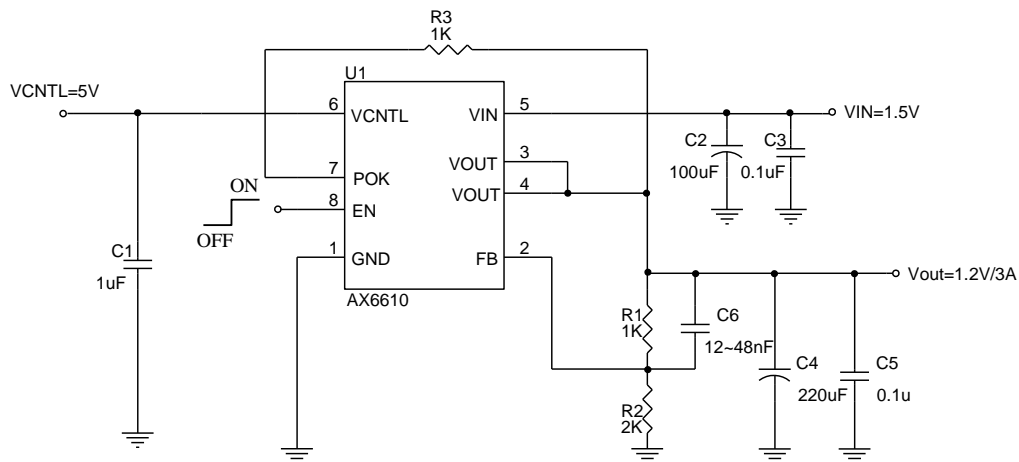 R3
1K
U1
VCNTL=5V
6
VCNTL
VIN
5
VIN=1.5V
C2
100uF
C3
0.1uF
7
POK
VOUT
3
VOUT
4
ON
OFF
8
EN
1
GND
FB
2
C1
1uF
AX6610
Vout=1.2V/3A
R1
1K
C6
12~48nF
C4
220uF
C5
0.1u
R2
2K